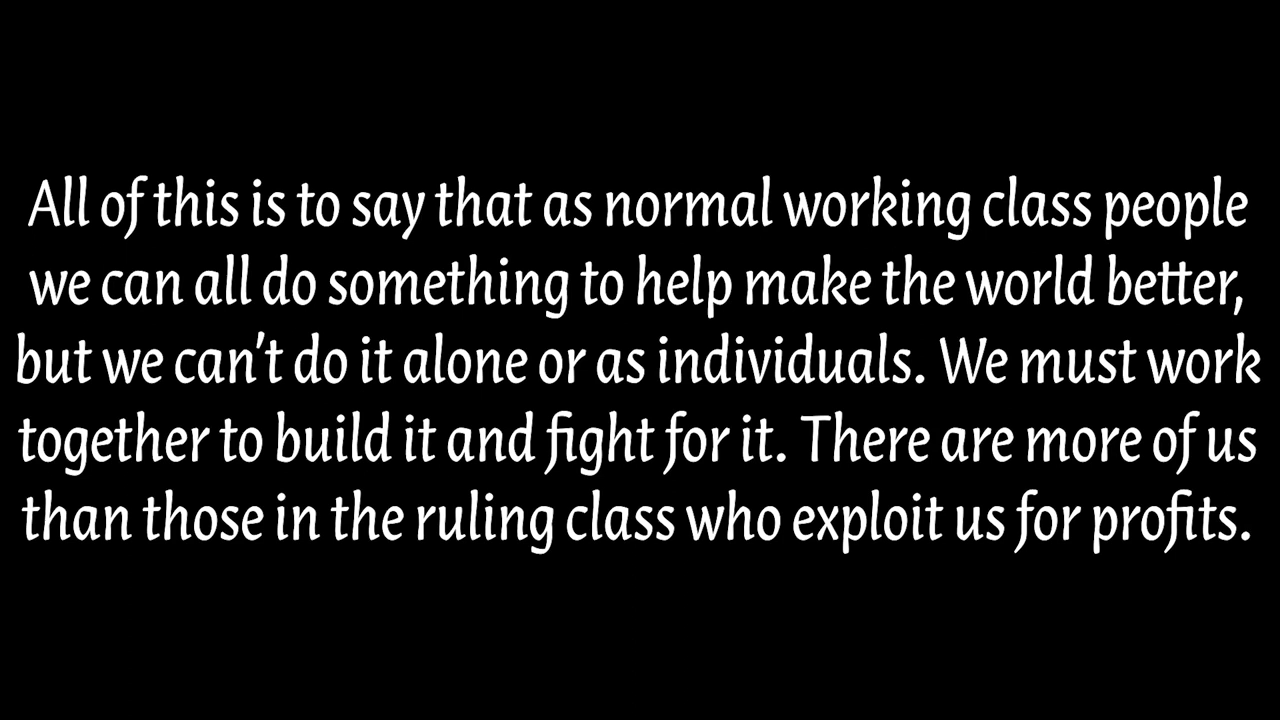 All of this is to say that as normal working class people
we can all do something to help make the world better,
but we can't do it alone or as individuals. We must work
together to build it and fight for it. There are more of us
than those in the ruling class who exploit us for profits.